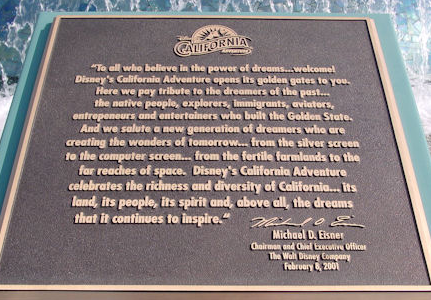 CALIFORNIA
"To all who believe in the power of dreams...welcome!
Disney's California Adventure opens its golden gates to you.
Here we pay tribute to the dreamers of the past...
the native people, explorers, immigrants, aviators,
entrepeneurs and entertainers who built the Golden State.
And we salute a new generation of dreamers who are
creating the wonders of tomorrow... from the silver screen
to the computer screen... from the fertile farmlands to the
far reaches of space. Disney's California Adventure
celebrates the richness and diversity of California... its
land, its people, its spirit and, above all, the dreams
that it continues to inspire."
Michael D. Eisner
Chairman and Chief Executive Officer
The Walt Disney Company
February 8, 2001